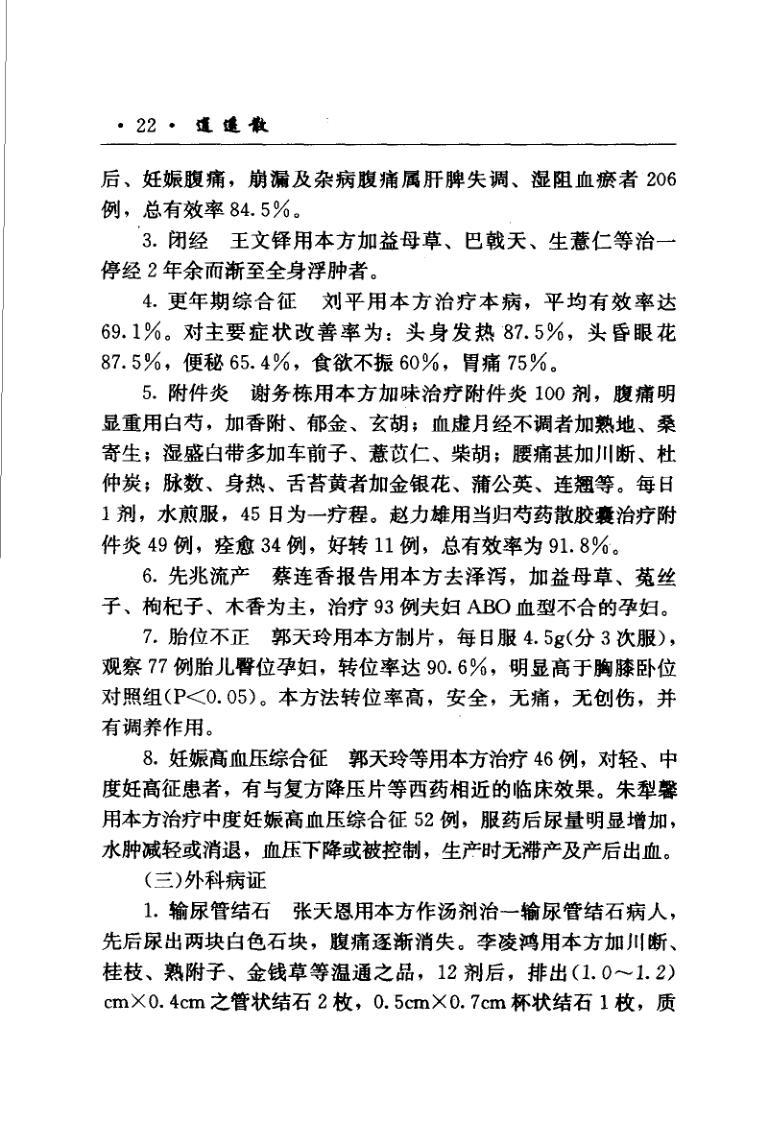 · 22 · 逍遥散
后、妊娠腹痛，崩漏及杂病腹痛属肝脾失调、湿阻血瘀者 206
例，总有效率 84.5%。
3. 闭经　王文铎用本方加益母草、巴戟天、生薏仁等治一
停经 2 年余而渐至全身浮肿者。
4. 更年期综合征　刘平用本方治疗本病，平均有效率达
69.1%。对主要症状改善率为：头身发热 87.5%，头昏眼花
87.5%，便秘 65.4%，食欲不振 60%，胃痛 75%。
5. 附件炎　谢务栋用本方加味治疗附件炎 100 剂，腹痛明
显重用白芍，加香附、郁金、玄胡；血虚月经不调者加熟地、桑
寄生；湿盛白带多加车前子、薏苡仁、柴胡；腰痛甚加川断、杜
仲炭；脉数、身热、舌苔黄者加金银花、蒲公英、连翘等。每日
1 剂，水煎服，45 日为一疗程。赵力雄用当归芍药散胶囊治疗附
件炎 49 例，痊愈 34 例，好转 11 例，总有效率为 91.8%。
6. 先兆流产　蔡连香报告用本方去泽泻，加益母草、菟丝
子、枸杞子、木香为主，治疗 93 例夫妇 ABO 血型不合的孕妇。
7. 胎位不正　郭天玲用本方制片，每日服 4.5g(分 3 次服)，
观察 77 例胎儿臀位孕妇，转位率达 90.6%，明显高于胸膝卧位
对照组(P<0.05)。本方法转位率高，安全，无痛，无创伤，并
有调养作用。
8. 妊娠高血压综合征　郭天玲等用本方治疗 46 例，对轻、中
度妊高征患者，有与复方降压片等西药相近的临床效果。朱犁馨
用本方治疗中度妊娠高血压综合征 52 例，服药后尿量明显增加，
水肿减轻或消退，血压下降或被控制，生产时无滞产及产后出血。
(三)外科病证
1. 输尿管结石　张天恩用本方作汤剂治一输尿管结石病人，
先后尿出两块白色石块，腹痛逐渐消失。李凌鸿用本方加川断、
桂枝、熟附子、金钱草等温通之品，12 剂后，排出(1.0～1.2)
cm×0.4cm 之管状结石 2 枚，0.5cm×0.7cm 杯状结石 1 枚，质